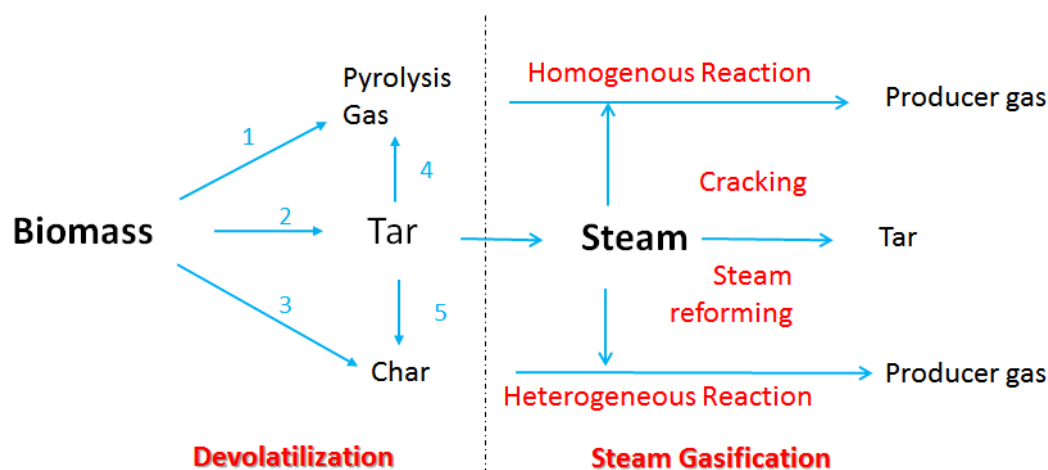 Homogenous Reaction
Pyrolysis
Gas
Producer gas
1
4
Cracking
Biomass
2
Tar
Steam
Tar
Steam
reforming
3
5
Char
Producer gas
Heterogeneous Reaction
Devolatilization
Steam Gasification